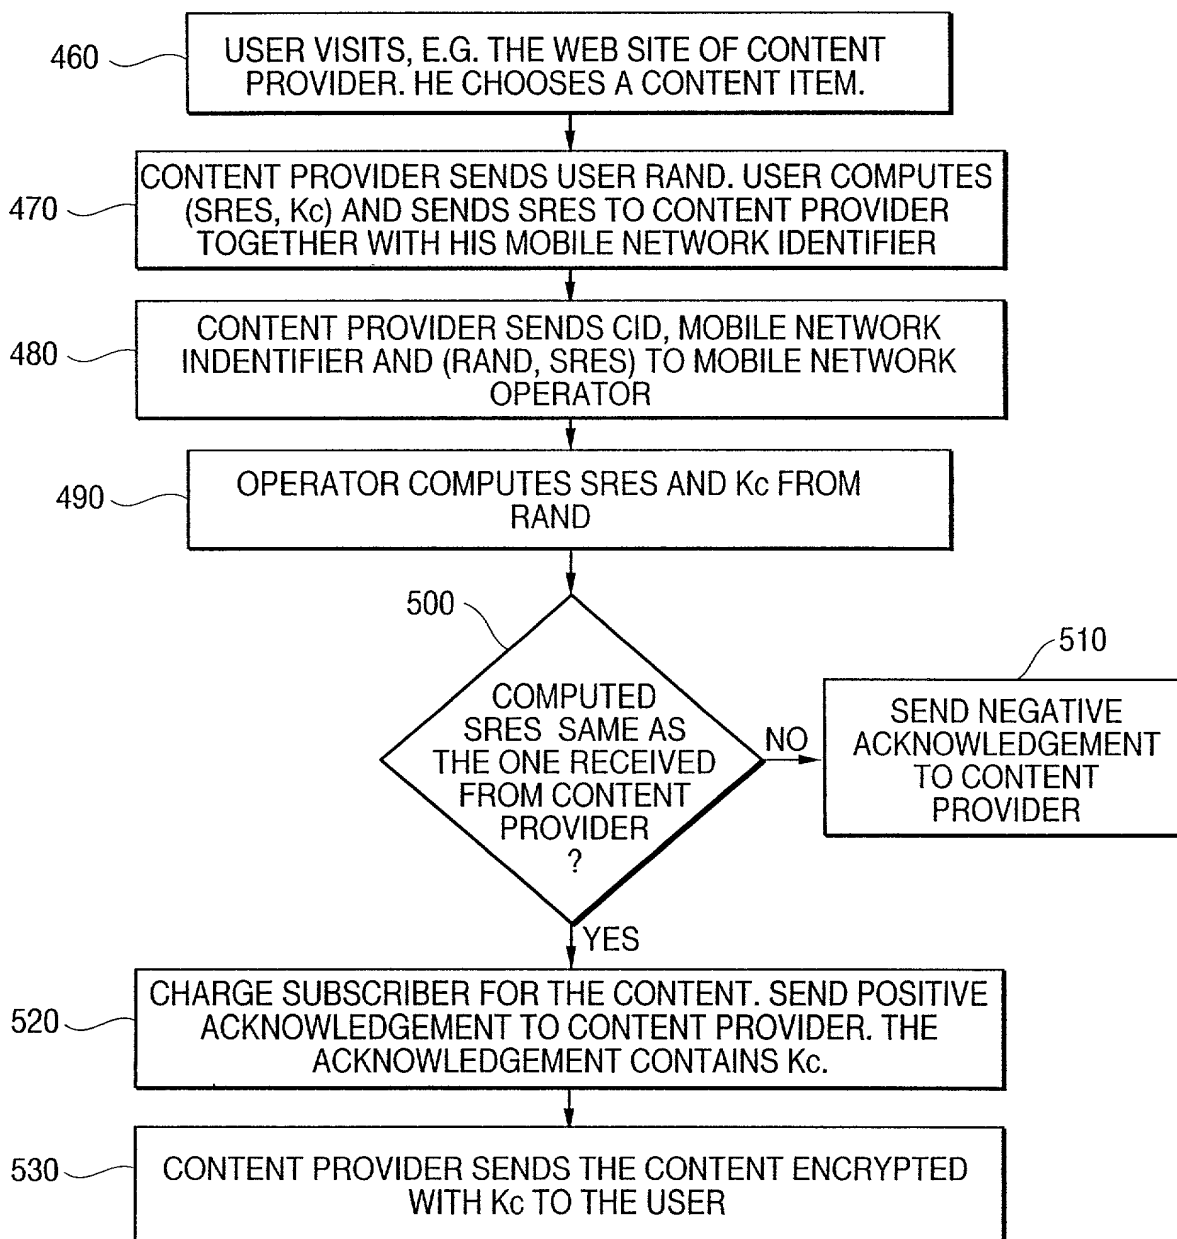 460
USER VISITS, E.G. THE WEB SITE OF CONTENT
PROVIDER. HE CHOOSES A CONTENT ITEM.
470
CONTENT PROVIDER SENDS USER RAND. USER COMPUTES
(SRES, Kc) AND SENDS SRES TO CONTENT PROVIDER
TOGETHER WITH HIS MOBILE NETWORK IDENTIFIER
480
CONTENT PROVIDER SENDS CID, MOBILE NETWORK
INDENTIFIER AND (RAND, SRES) TO MOBILE NETWORK
OPERATOR
490
OPERATOR COMPUTES SRES AND Kc FROM
RAND
500
COMPUTED
SRES SAME AS
THE ONE RECEIVED
FROM CONTENT
PROVIDER
?
NO
510
SEND NEGATIVE
ACKNOWLEDGEMENT
TO CONTENT
PROVIDER
YES
520
CHARGE SUBSCRIBER FOR THE CONTENT. SEND POSITIVE
ACKNOWLEDGEMENT TO CONTENT PROVIDER. THE
ACKNOWLEDGEMENT CONTAINS Kc.
530
CONTENT PROVIDER SENDS THE CONTENT ENCRYPTED
WITH Kc TO THE USER